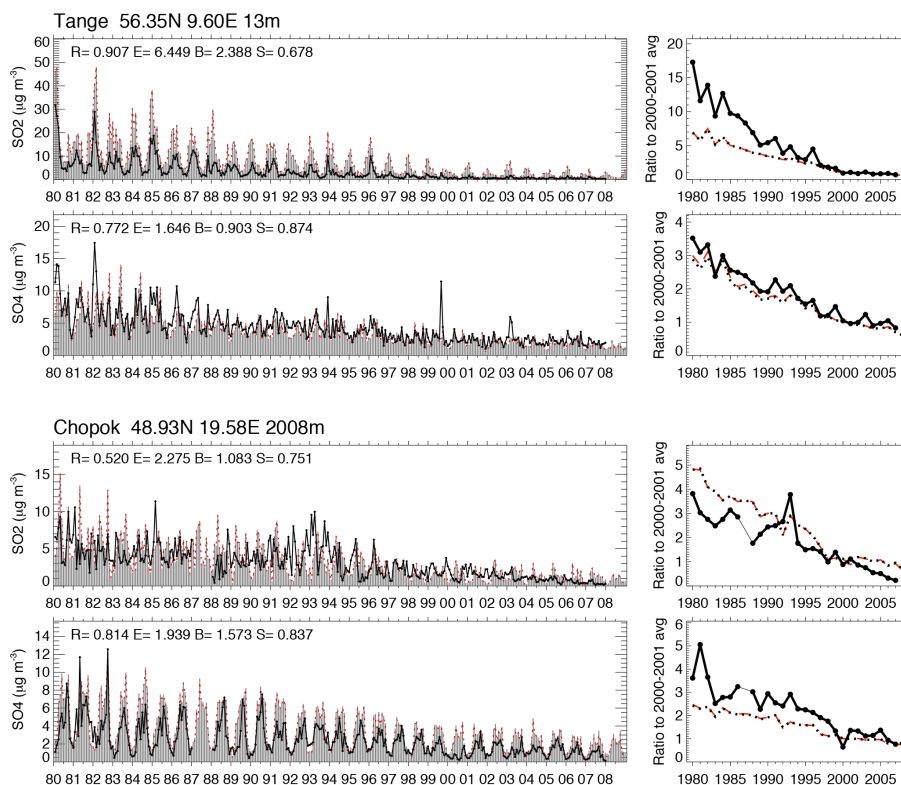 Tange 56.35N 9.60E 13m
R= 0.907 E= 6.449 B= 2.388 S= 0.678
SO2 (µg m-3)
60
50
40
30
20
10
0
80 81 82 83 84 85 86 87 88 89 90 91 92 93 94 95 96 97 98 99 00 01 02 03 04 05 06 07 08
Ratio to 2000-2001 avg
20
15
10
5
0
1980 1985 1990 1995 2000 2005
R= 0.772 E= 1.646 B= 0.903 S= 0.874
SO4 (µg m-3)
20
15
10
5
0
80 81 82 83 84 85 86 87 88 89 90 91 92 93 94 95 96 97 98 99 00 01 02 03 04 05 06 07 08
Ratio to 2000-2001 avg
4
3
2
1
0
1980 1985 1990 1995 2000 2005
Chopok 48.93N 19.58E 2008m
R= 0.520 E= 2.275 B= 1.083 S= 0.751
SO2 (µg m-3)
15
10
5
0
80 81 82 83 84 85 86 87 88 89 90 91 92 93 94 95 96 97 98 99 00 01 02 03 04 05 06 07 08
Ratio to 2000-2001 avg
5
4
3
2
1
0
1980 1985 1990 1995 2000 2005
R= 0.814 E= 1.939 B= 1.573 S= 0.837
SO4 (µg m-3)
14
12
10
8
6
4
2
0
80 81 82 83 84 85 86 87 88 89 90 91 92 93 94 95 96 97 98 99 00 01 02 03 04 05 06 07 08
Ratio to 2000-2001 avg
6
5
4
3
2
1
0
1980 1985 1990 1995 2000 2005